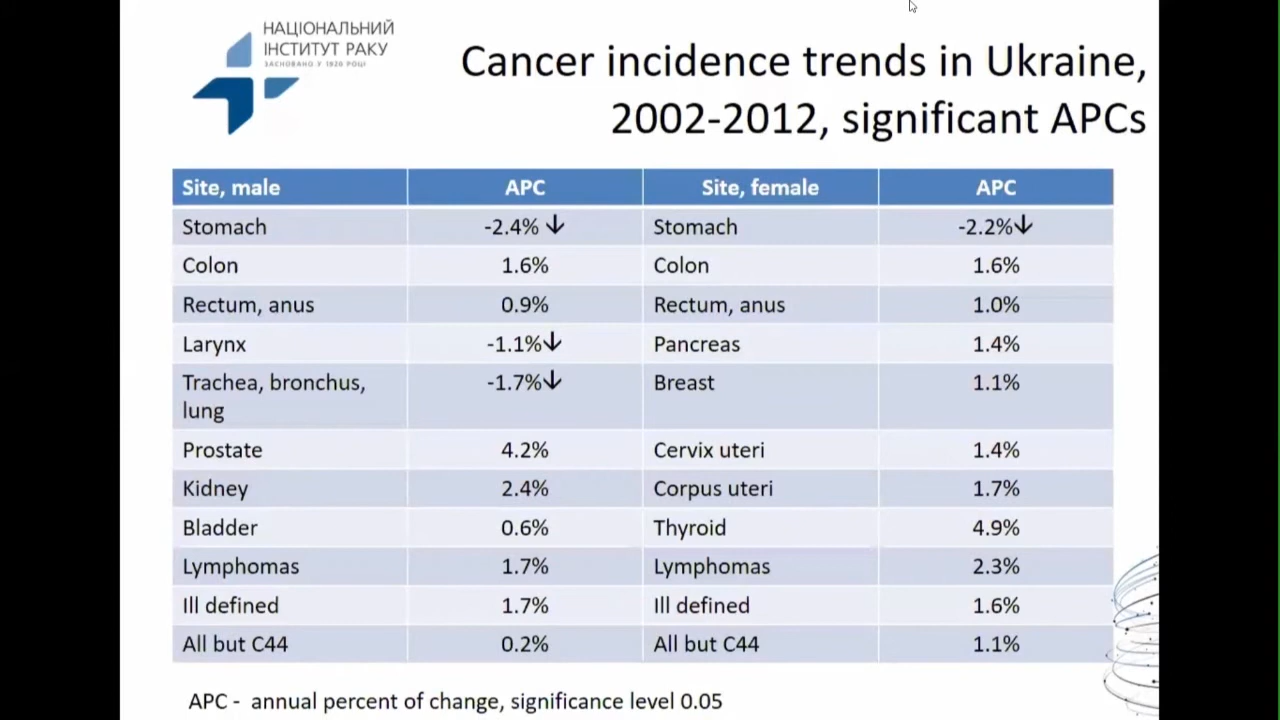 НАЦІОНАЛЬНИЙ
ІНСТИТУТ РАКУ
ЗАСНОВАНО У 1920 РОЦІ
Cancer incidence trends in Ukraine,
2002-2012, significant APCs
Site, male APC Site, female APC
Stomach -2.4% ↓ Stomach -2.2%↓
Colon 1.6% Colon 1.6%
Rectum, anus 0.9% Rectum, anus 1.0%
Larynx -1.1%↓ Pancreas 1.4%
Trachea, bronchus, -1.7%↓ Breast 1.1%
lung
Prostate 4.2% Cervix uteri 1.4%
Kidney 2.4% Corpus uteri 1.7%
Bladder 0.6% Thyroid 4.9%
Lymphomas 1.7% Lymphomas 2.3%
Ill defined 1.7% Ill defined 1.6%
All but C44 0.2% All but C44 1.1%
APC - annual percent of change, significance level 0.05